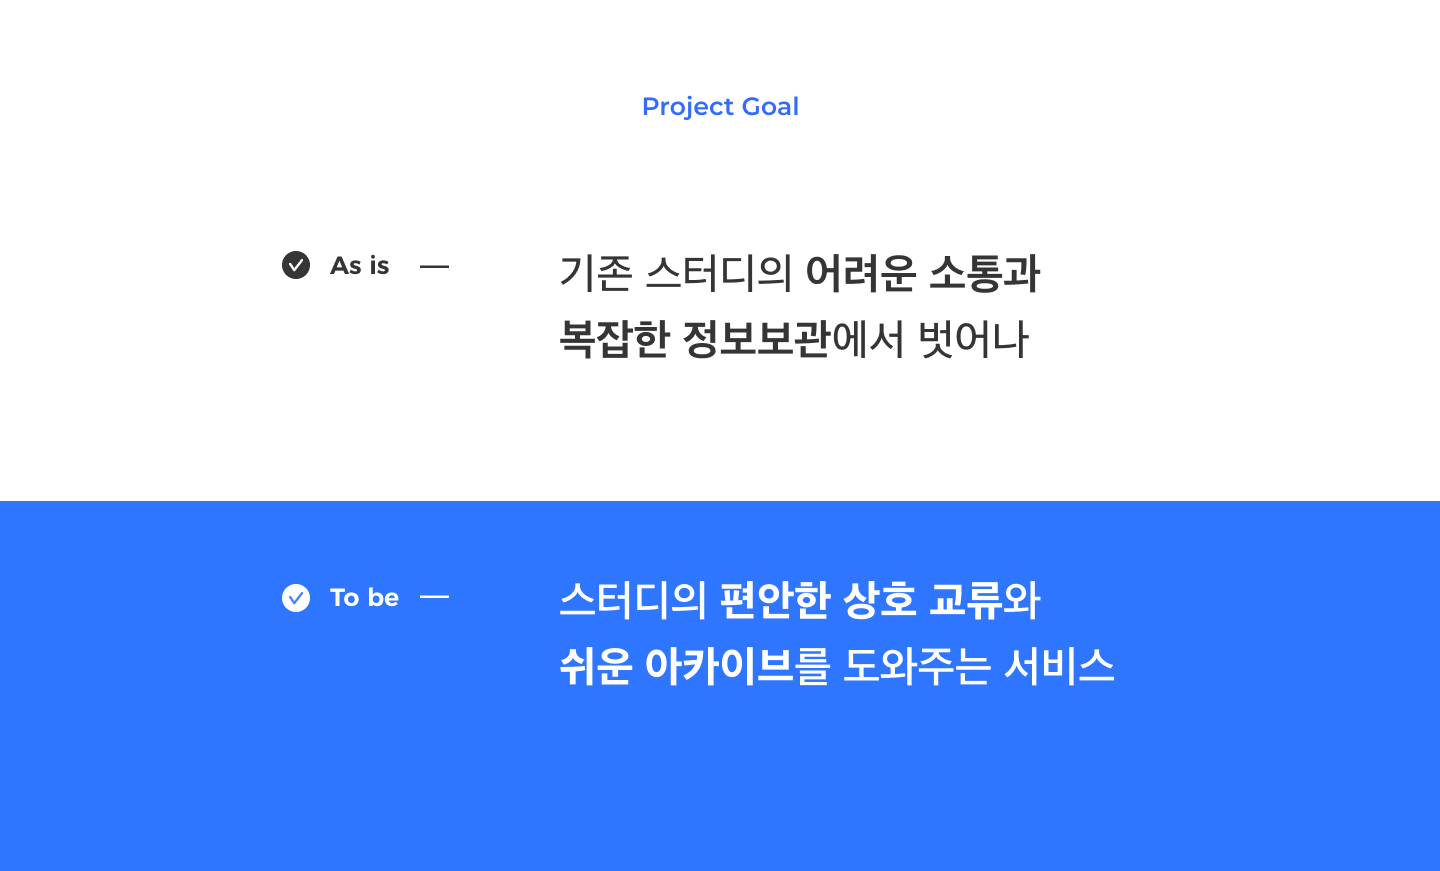 Project Goal
As is —
기존 스터디의 어려운 소통과
복잡한 정보보관에서 벗어나
To be —
스터디의 편안한 상호 교류와
쉬운 아카이브를 도와주는 서비스